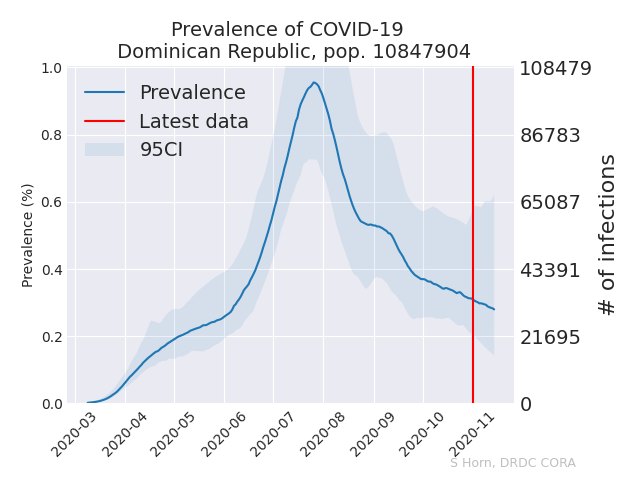 Prevalence of COVID-19
Dominican Republic, pop. 10847904
Prevalence
Latest data
95CI
Prevalence (%)
1.0
0.8
0.6
0.4
0.2
0.0
108479
86783
65087
43391
21695
0
# of infections
2020-03
2020-04
2020-05
2020-06
2020-07
2020-08
2020-09
2020-10
2020-11
S Horn, DRDC CORA